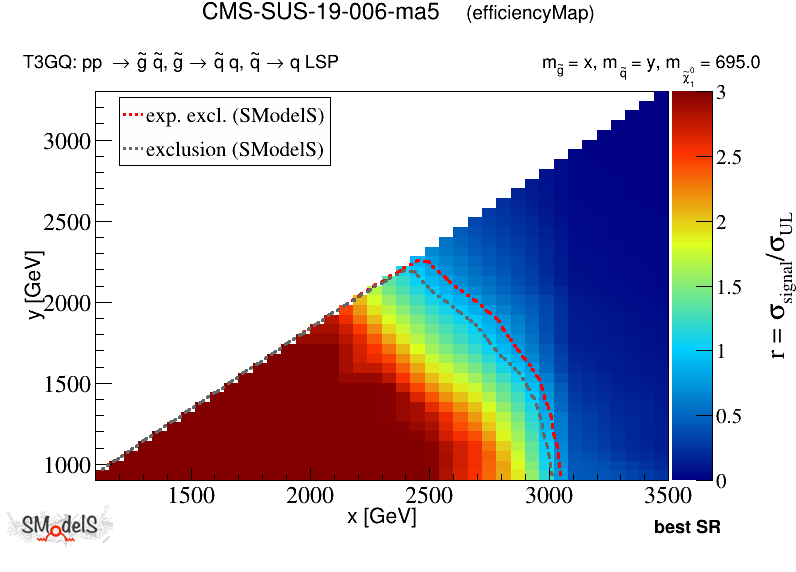 CMS-SUS-19-006-ma5 (efficiencyMap)
T3GQ: pp → g̃ q̃, g̃ → q̃ q, q̃ → q LSP m_g̃ = x, m_q̃ = y, m_χ̃₁⁰ = 695.0
exp. excl. (SModelS)
exclusion (SModelS)
y [GeV]
3000
2500
2000
1500
1000
1500 2000 2500 3000 3500
x [GeV]
3
2.5
2
1.5
1
0.5
0
r = σ_signal/σ_UL
SModelS
best SR